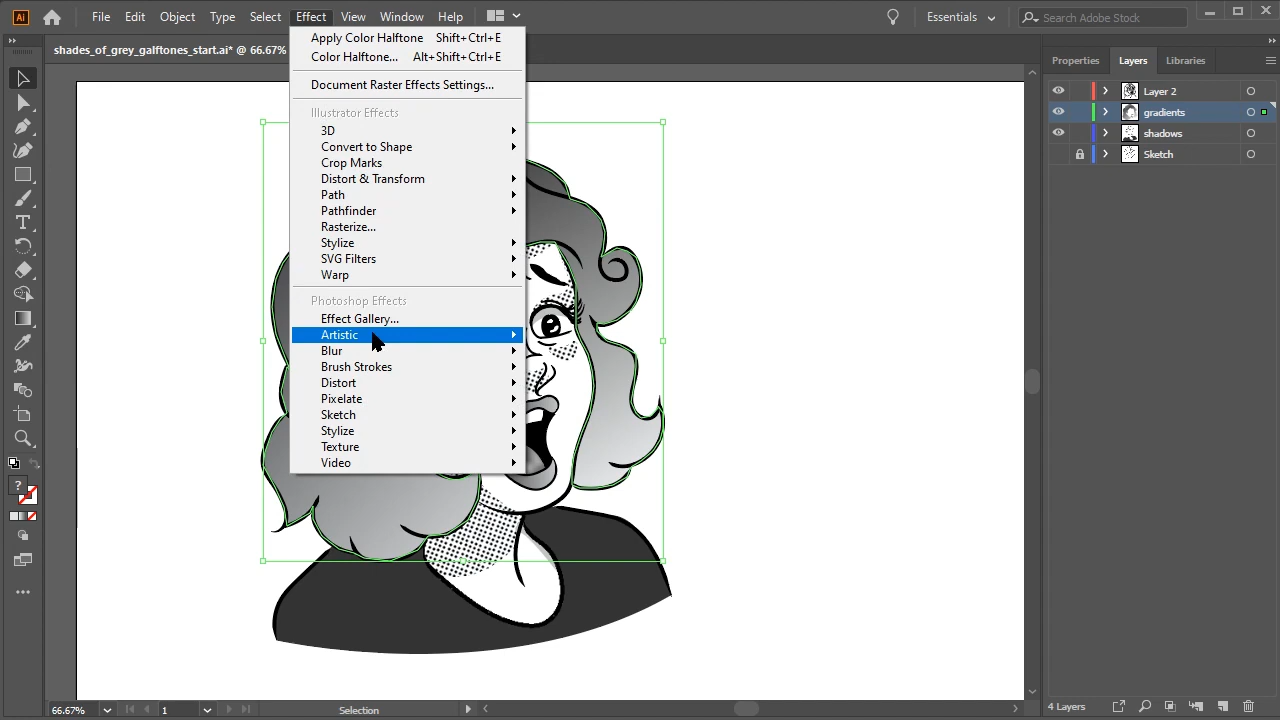 Ai File Edit Object Type Select Effect View Window Help Essentials Search Adobe Stock
shades_of_grey_galftones_start.ai* @ 66.67%
Apply Color Halftone Shift+Ctrl+E
Color Halftone... Alt+Shift+Ctrl+E
Document Raster Effects Settings...
Illustrator Effects
3D
Convert to Shape
Crop Marks
Distort & Transform
Path
Pathfinder
Rasterize...
Stylize
SVG Filters
Warp
Photoshop Effects
Effect Gallery...
Artistic
Blur
Brush Strokes
Distort
Pixelate
Sketch
Stylize
Texture
Video
Properties Layers Libraries
Layer 2
gradients
shadows
Sketch
?
66.67% 1 Selection
4 Layers